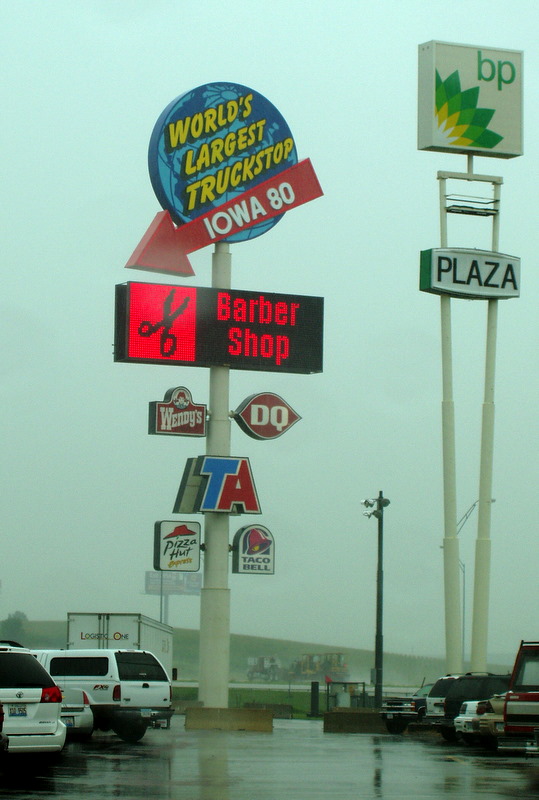 WORLD'S
LARGEST
TRUCKSTOP
IOWA 80
Barber
Shop
WENDY'S
DQ
TA
Pizza
Hut
Express
TACO
BELL
bp
PLAZA
LOGISTIC ONE